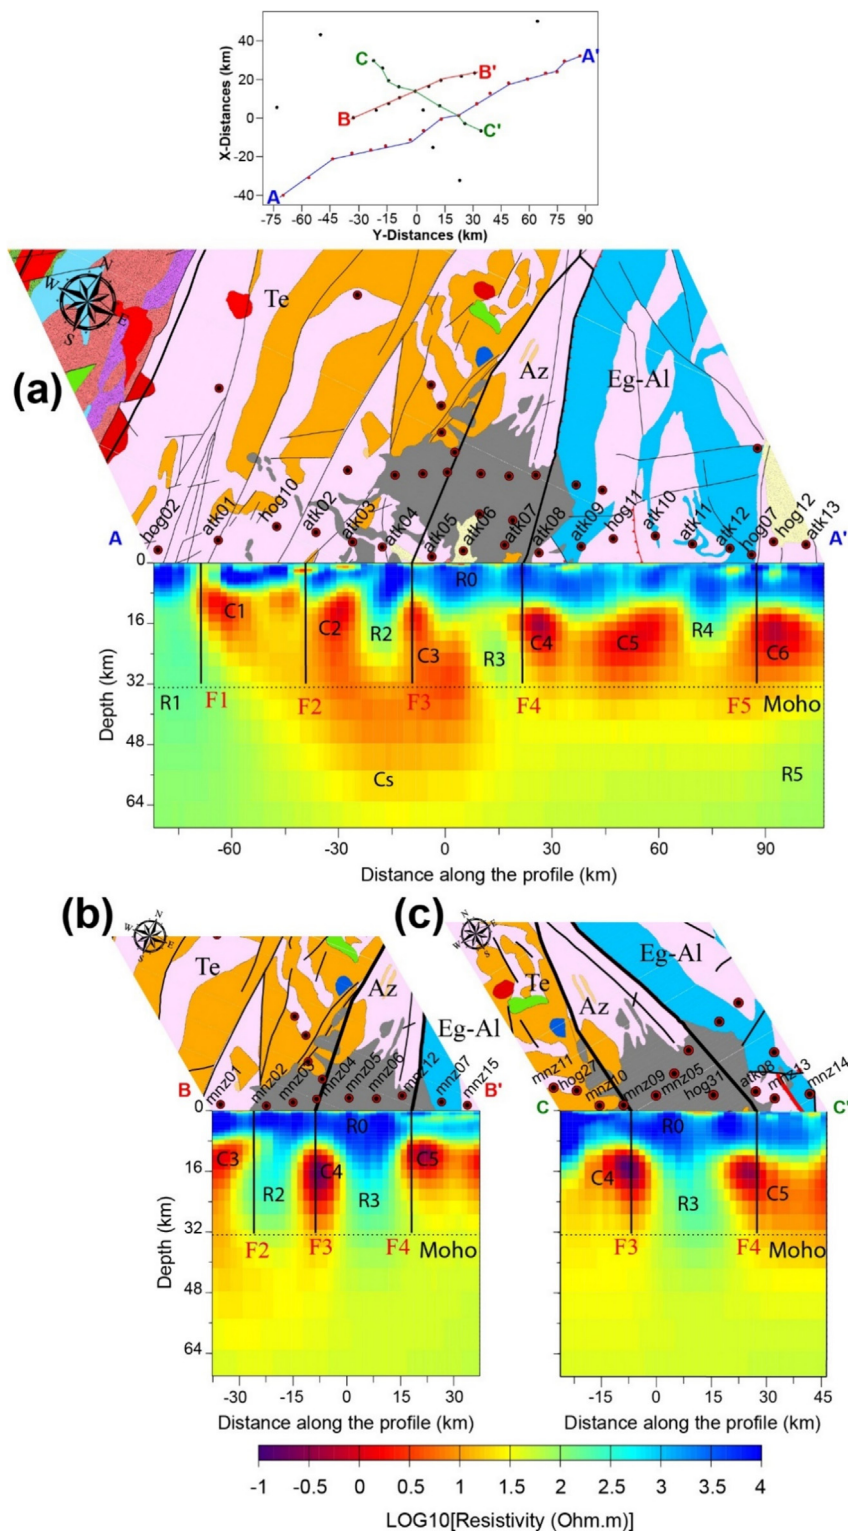 X-Distances (km)
40
20
0
-20
-40
C
B'
A'
B
C'
A
-75 -60 -45 -30 -15 0 15 30 45 60 75 90
Y-Distances (km)
(a)
N
W
E
S
Te
Az
Eg-Al
A
hog02
atk01
hog10
atk02
atk03
atk04
atk05
atk06
atk07
atk08
atk09
hog11
atk10
atk11
atk12
hog07
hog12
atk13
A'
Depth (km)
0
16
32
48
64
R0
C1
C2
R2
C3
R3
C4
C5
R4
C6
R1
F1
F2
F3
F4
F5
Moho
Cs
R5
-60 -30 0 30 60 90
Distance along the profile (km)
(b)
N
W
E
S
Te
Az
Eg-Al
B
mnz01
mnz02
mnz03
mnz04
mnz05
mnz06
mnz12
mnz07
mnz15
B'
Depth (km)
0
16
32
48
64
R0
C3
R2
C4
R3
C5
F2
F3
F4
Moho
-30 -15 0 15 30
Distance along the profile (km)
(c)
N
W
E
S
Te
Az
Eg-Al
C
mnz11
hog27
mnz10
mnz09
mnz05
hog31
atk08
mnz13
mnz14
C'
R0
C4
R3
C5
F3
F4
Moho
-15 0 15 30 45
Distance along the profile (km)
-1 -0.5 0 0.5 1 1.5 2 2.5 3 3.5 4
LOG10[Resistivity (Ohm.m)]